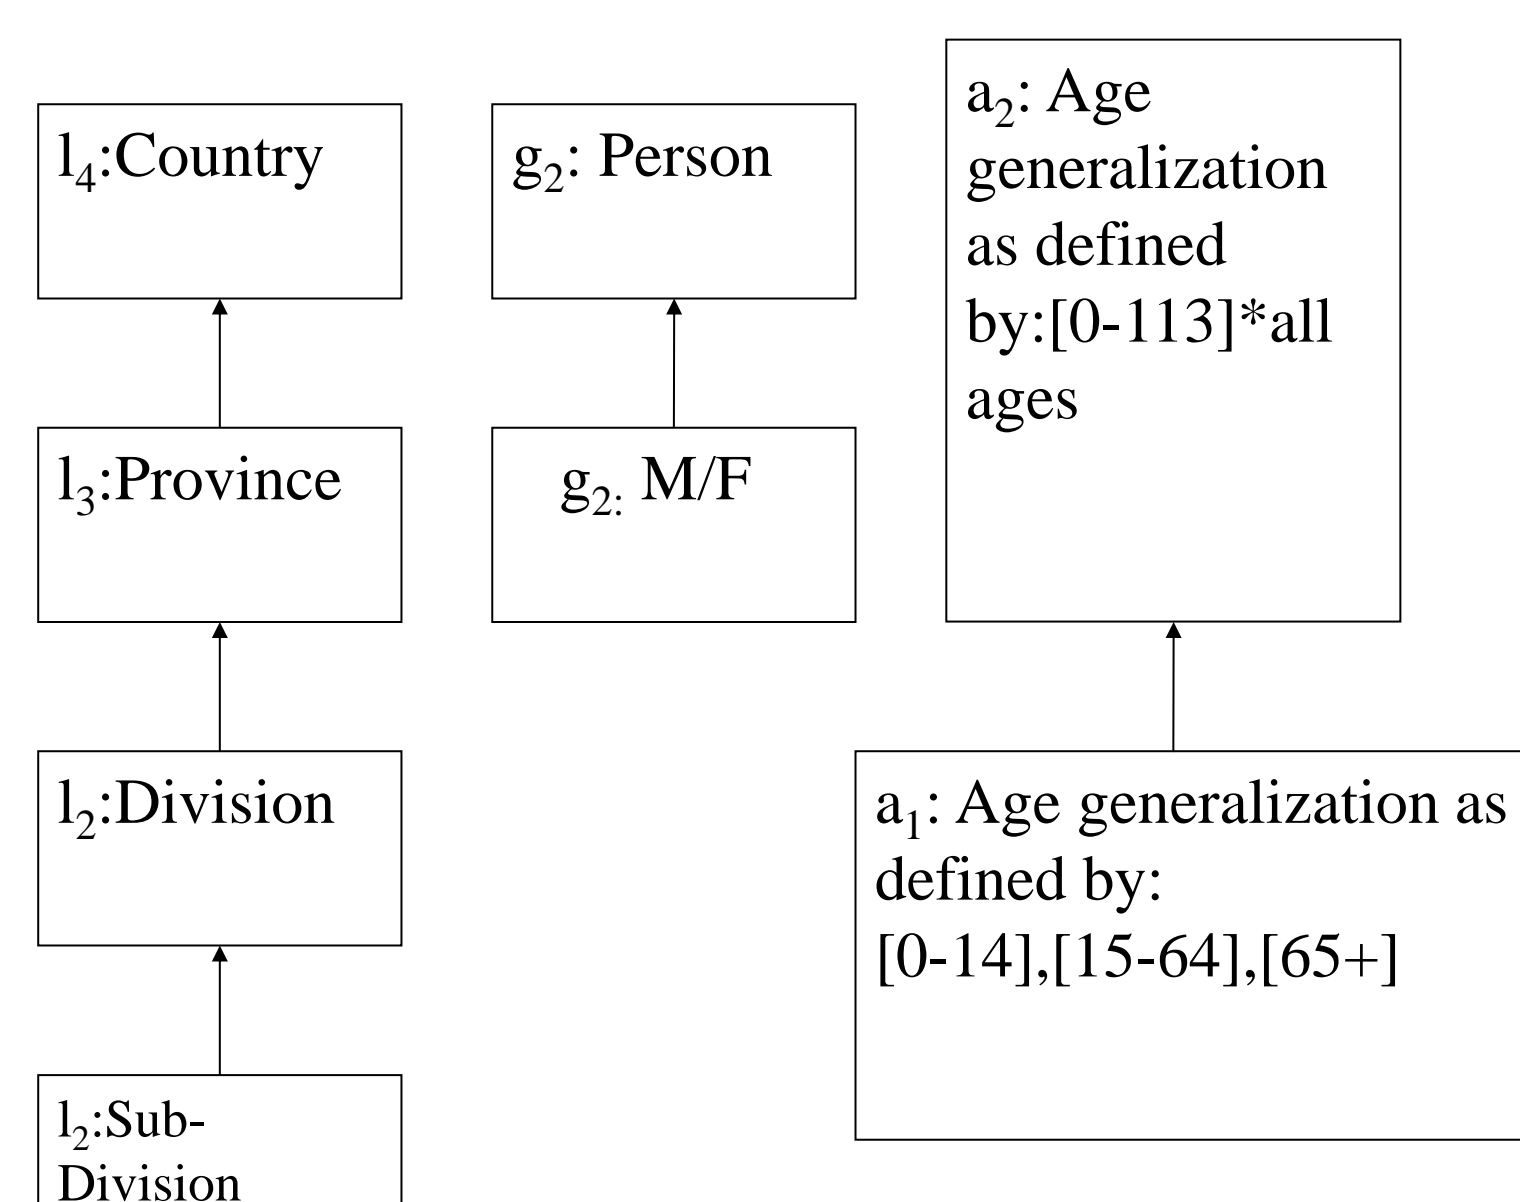 l₄:Country
l₃:Province
l₂:Division
l₂:Sub-
Division
g₂: Person
g₂: M/F
a₂: Age
generalization
as defined
by:[0-113]*all
ages
a₁: Age generalization as
defined by:
[0-14],[15-64],[65+]